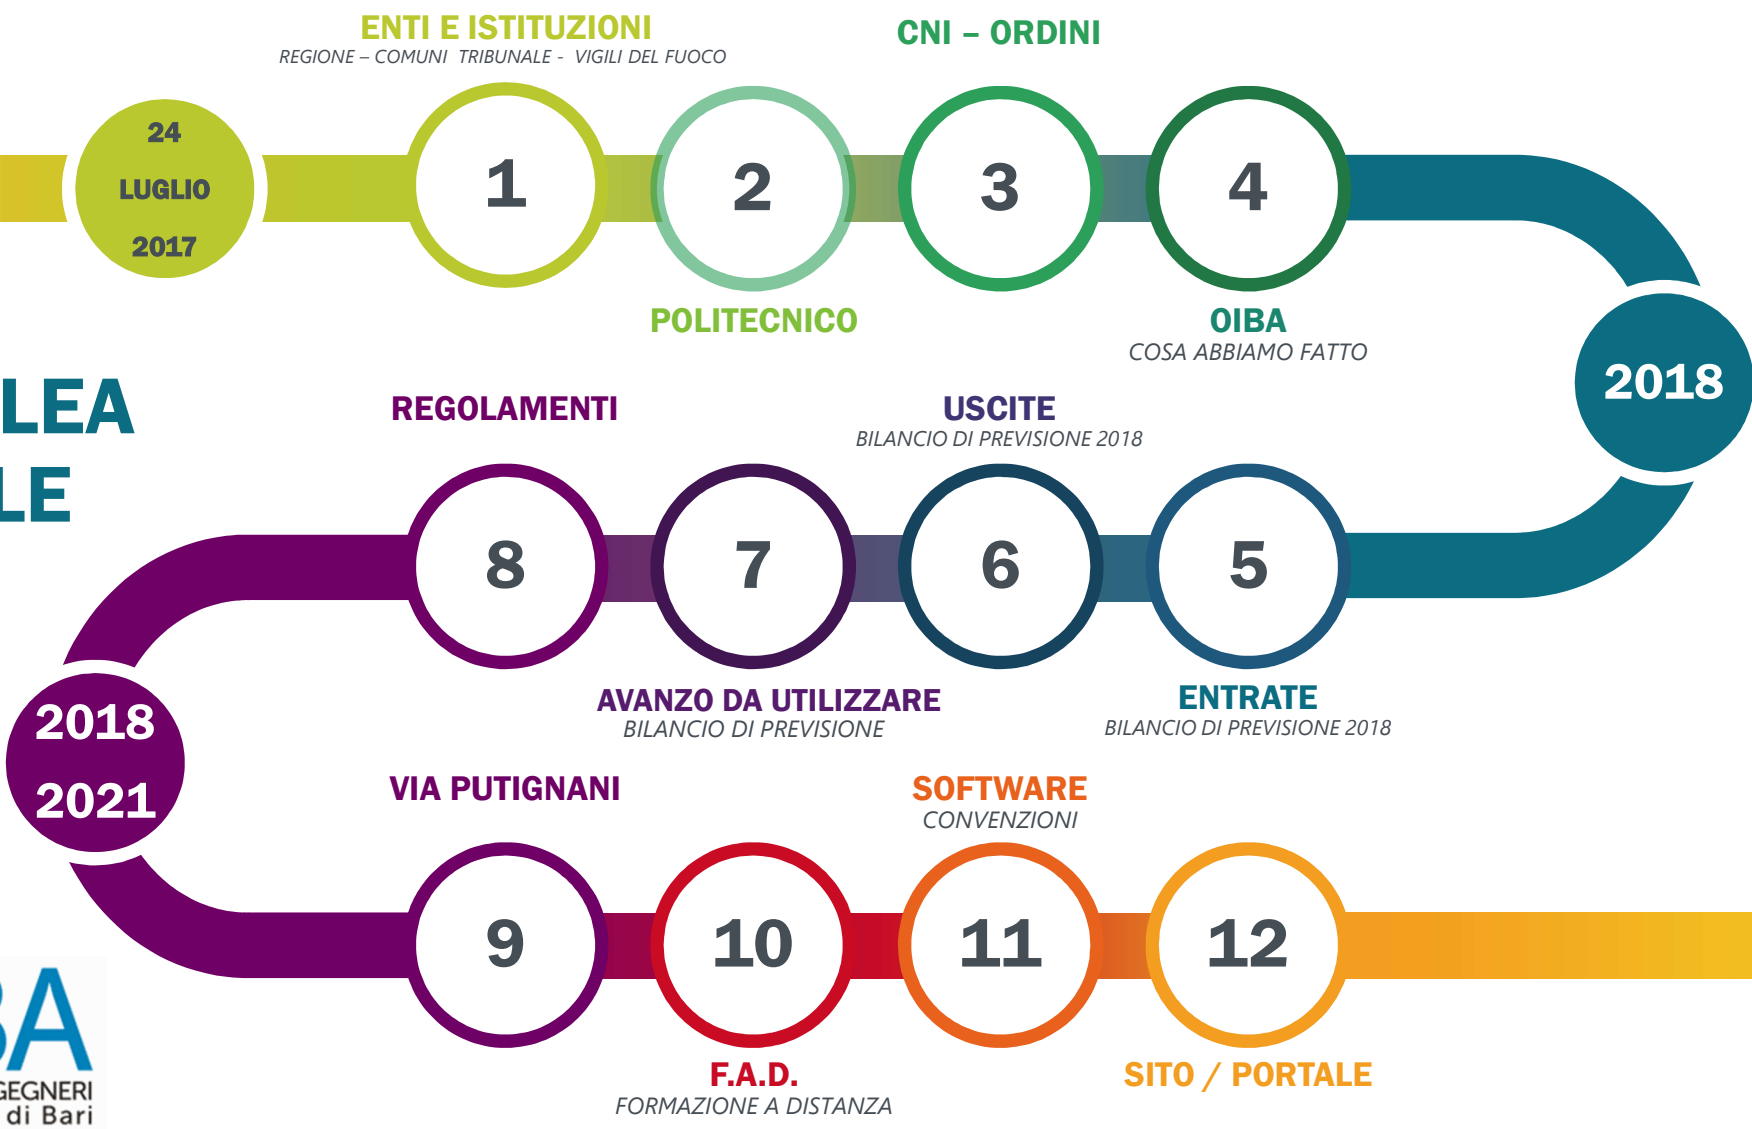 ENTI E ISTITUZIONI
REGIONE – COMUNI TRIBUNALE - VIGILI DEL FUOCO
CNI – ORDINI
24
LUGLIO
2017
1
2
3
4
POLITECNICO
OIBA
COSA ABBIAMO FATTO
2018
LEA
LE
REGOLAMENTI
USCITE
BILANCIO DI PREVISIONE 2018
8
7
6
5
AVANZO DA UTILIZZARE
BILANCIO DI PREVISIONE
ENTRATE
BILANCIO DI PREVISIONE 2018
2018
2021
VIA PUTIGNANI
SOFTWARE
CONVENZIONI
9
10
11
12
F.A.D.
FORMAZIONE A DISTANZA
SITO / PORTALE
BA
GEGNERI
di Bari